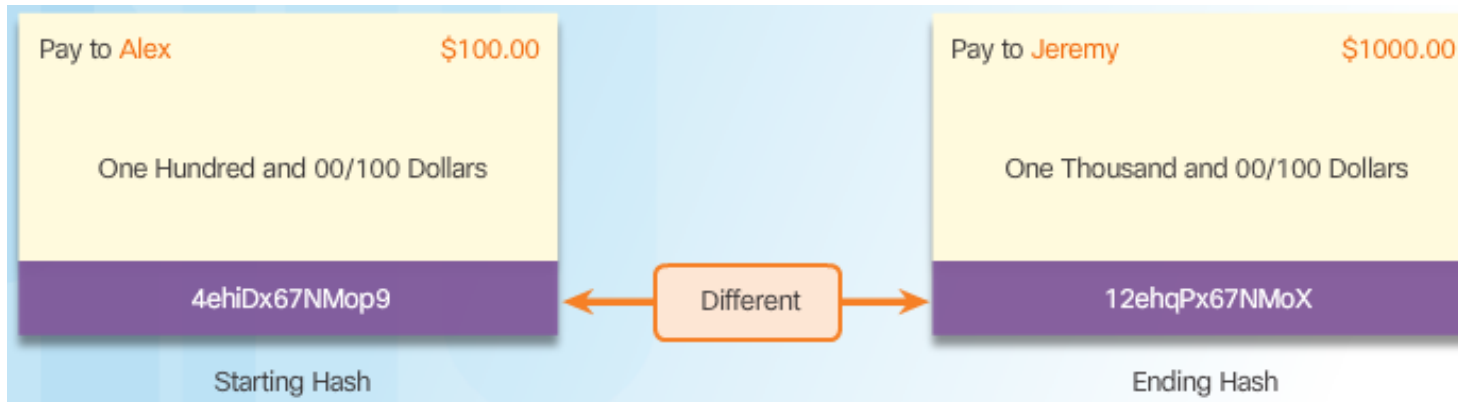 Pay to Alex $100.00
One Hundred and 00/100 Dollars
4ehiDx67NMop9
Starting Hash
Different
Pay to Jeremy $1000.00
One Thousand and 00/100 Dollars
12ehqPx67NMoX
Ending Hash